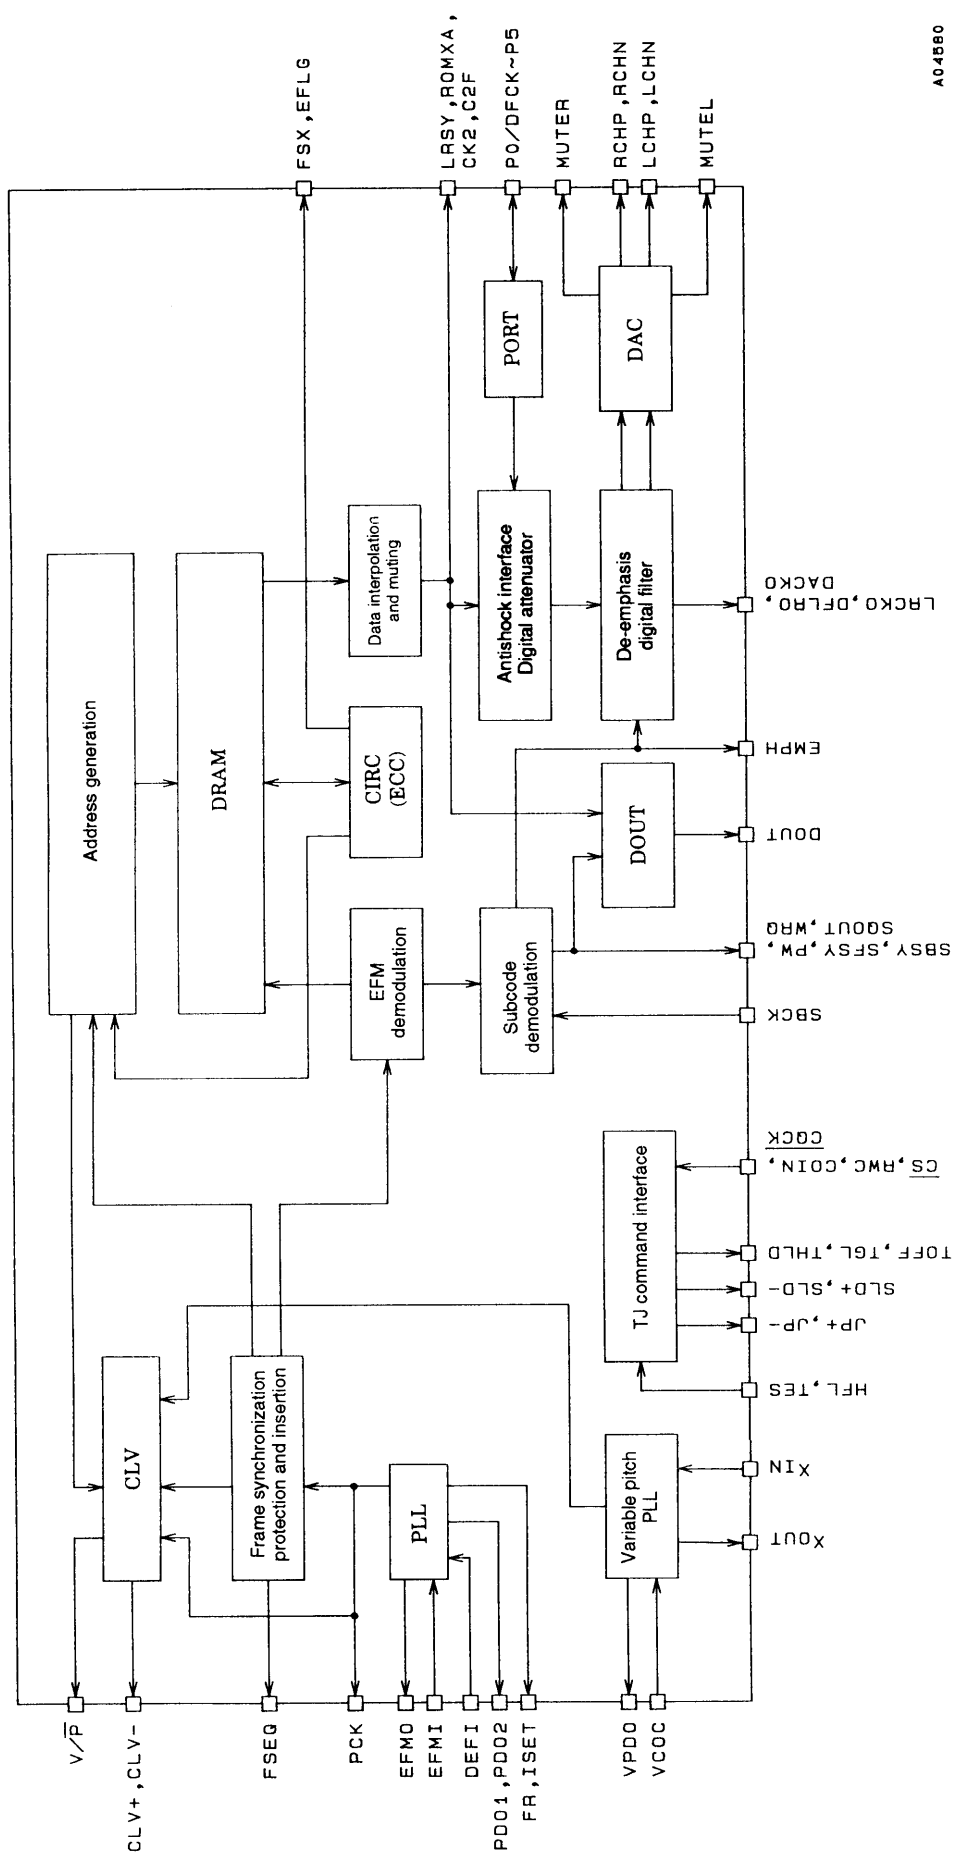 V/P
CLV+,CLV-
FSEQ
PCK
EFMO
EFMI
DEFI
PDO1,PDO2
FR,ISET
VPDO
VCOC
CLV
Frame synchronization
protection and insertion
PLL
Variable pitch
PLL
TJ command interface
Address generation
DRAM
EFM
demodulation
CIRC
(ECC)
Data interpolation
and muting
Subcode
demodulation
DOUT
Antishock interface
Digital attenuator
De-emphasis
digital filter
PORT
DAC
FSX,EFLG
LRSY,ROMXA,
CK2,C2F
P0/DFCK~P5
MUTER
RCHP,RCHN
LCHP,LCHN
MUTEL
XOUT
XIN
HFL,TES
JP+,JP-
SLD+,SLD-
TOFF,TGL,THLD
CS,RWC,COIN,
CQCK
SBCK
SBSY,SFSY,PW,
SQOUT,WRQ
DOUT
EMPH
LRCKO,DFLRO,
DACKO
A04580